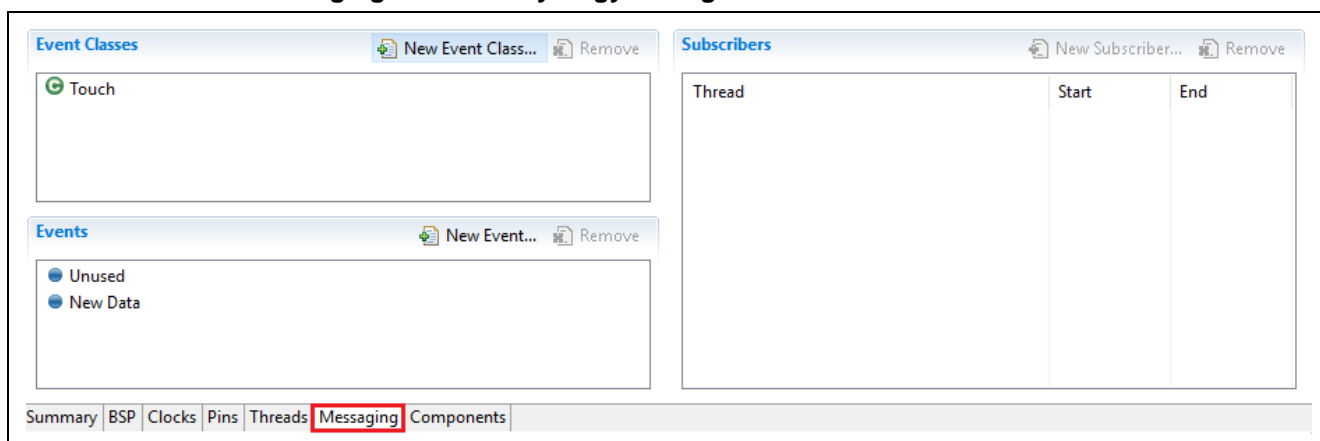 Event Classes
New Event Class...
Remove
Touch
Events
New Event...
Remove
Unused
New Data
Subscribers
New Subscriber...
Remove
Thread
Start
End
Summary BSP Clocks Pins Threads Messaging Components